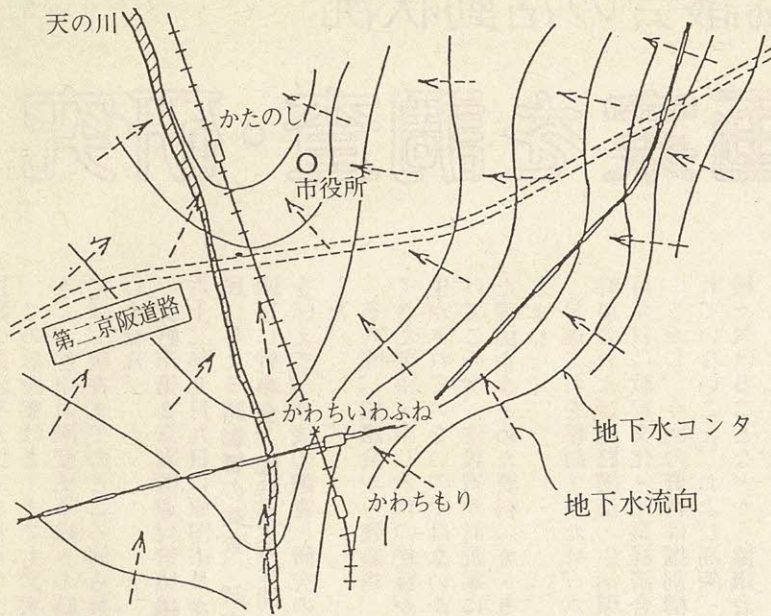 天の川
かたのし
市役所
第二京阪道路
かわちいわふね
地下水コンタ
かわちもり
地下水流向